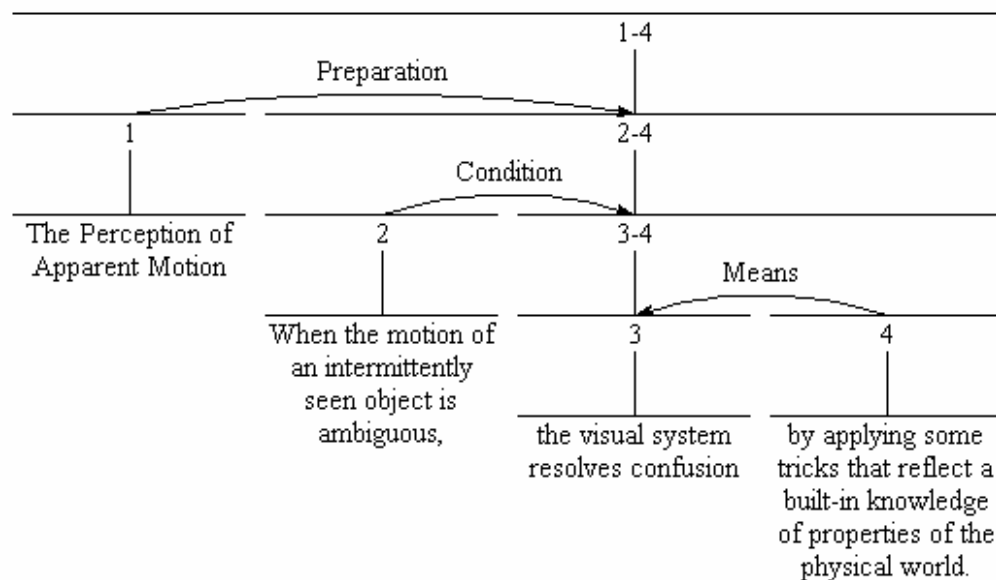 1-4
Preparation
1
2-4
Condition
The Perception of
Apparent Motion
2
3-4
Means
When the motion of
an intermittently
seen object is
ambiguous,
3
4
the visual system
resolves confusion
by applying some
tricks that reflect a
built-in knowledge
of properties of the
physical world.